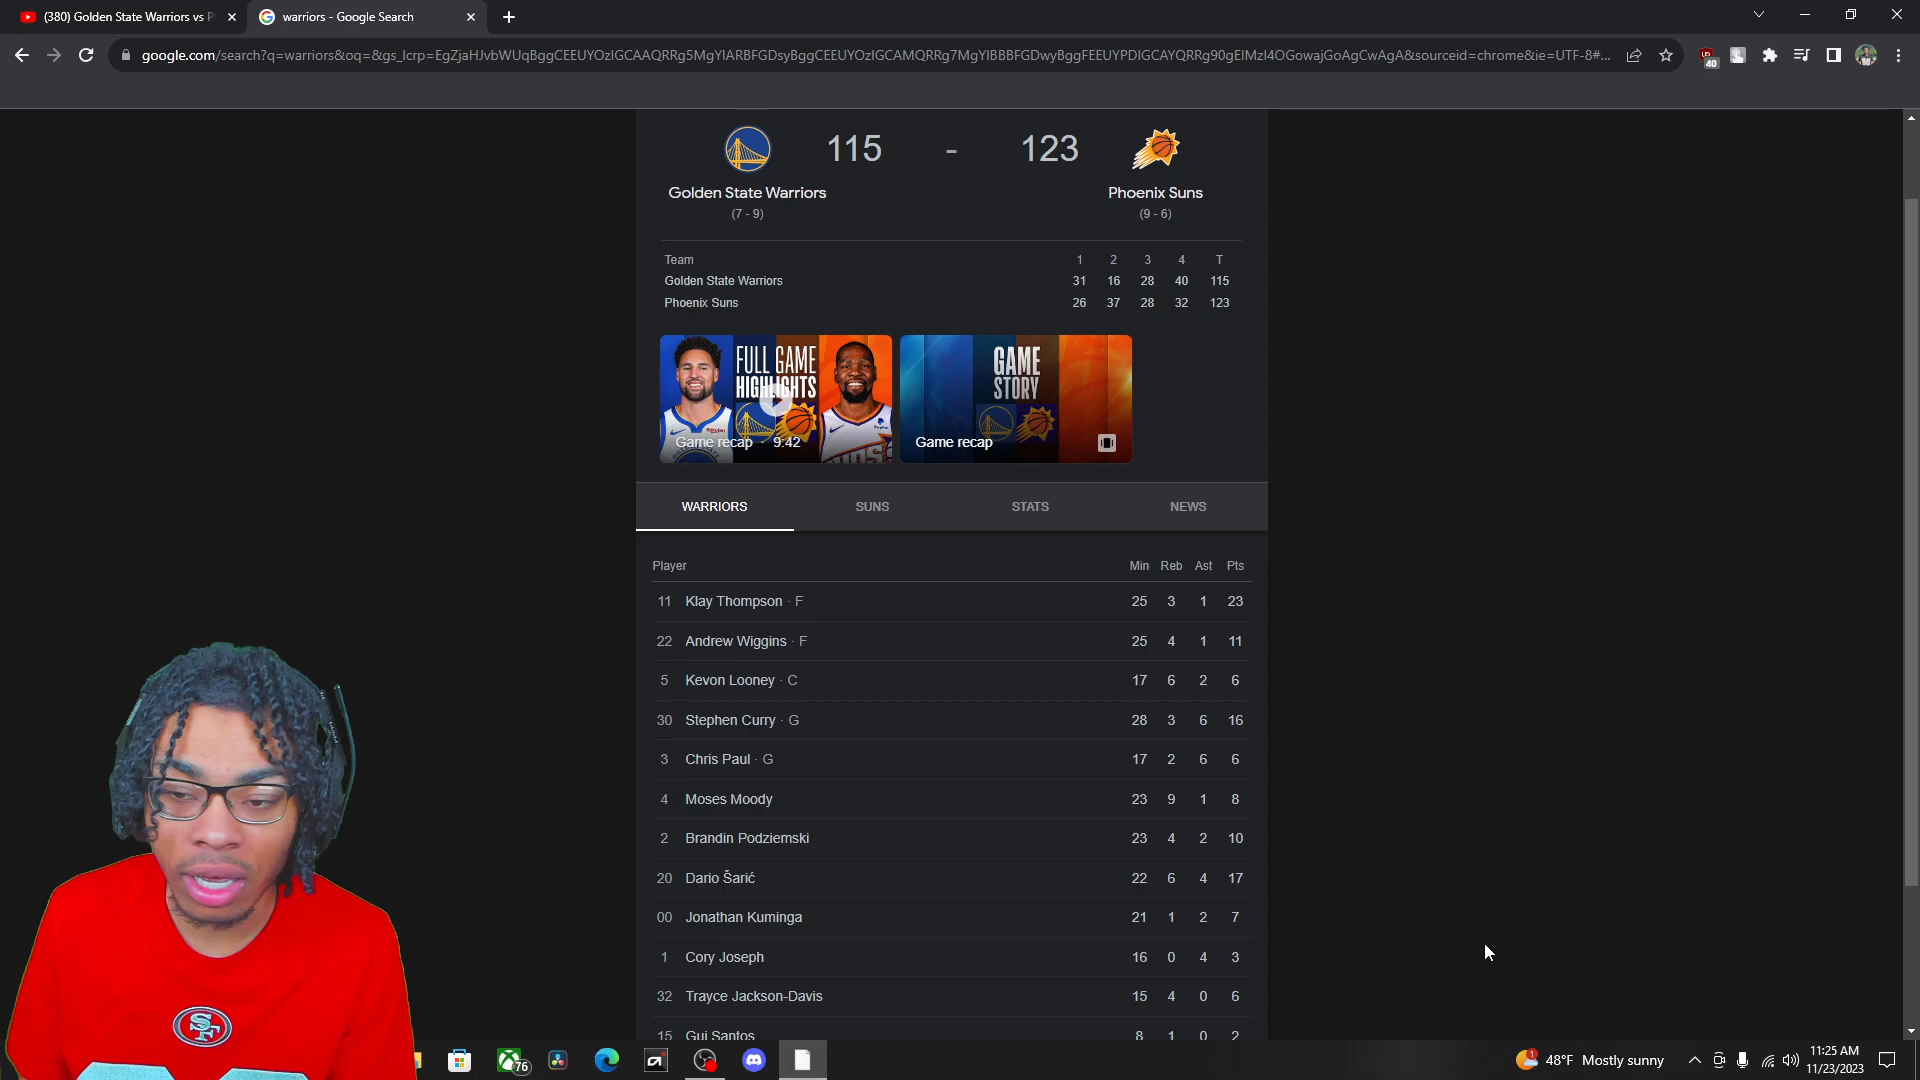 (380) Golden State Warriors vs P
warriors - Google Search
google.com/search?q=warriors&oq=&gs_lcrp=EgZjaHJvbWUqBggCEEUYOzIGCAAQRRg5MgYIARBFGDsyBggCEEUYOzIGCAMQRRg7MgYIBBBFGDwyBggFEEUYPDIGCAYQRRg90gEIMzI4OGowajGoAgCwAgA&sourceid=chrome&ie=UTF-8#...
40
115 - 123
Golden State Warriors Phoenix Suns
(7 - 9) (9 - 6)
Team 1 2 3 4 T
Golden State Warriors 31 16 28 40 115
Phoenix Suns 26 37 28 32 123
FULL GAME HIGHLIGHTS
Game recap · 9:42
GAME STORY
Game recap
WARRIORS SUNS STATS NEWS
Player Min Reb Ast Pts
11 Klay Thompson · F 25 3 1 23
22 Andrew Wiggins · F 25 4 1 11
5 Kevon Looney · C 17 6 2 6
30 Stephen Curry · G 28 3 6 16
3 Chris Paul · G 17 2 6 6
4 Moses Moody 23 9 1 8
2 Brandin Podziemski 23 4 2 10
20 Dario Šarić 22 6 4 17
00 Jonathan Kuminga 21 1 2 7
1 Cory Joseph 16 0 4 3
32 Trayce Jackson-Davis 15 4 0 6
15 Gui Santos 8 1 0 2
SF
76
1
48°F Mostly sunny
11:25 AM
11/23/2023